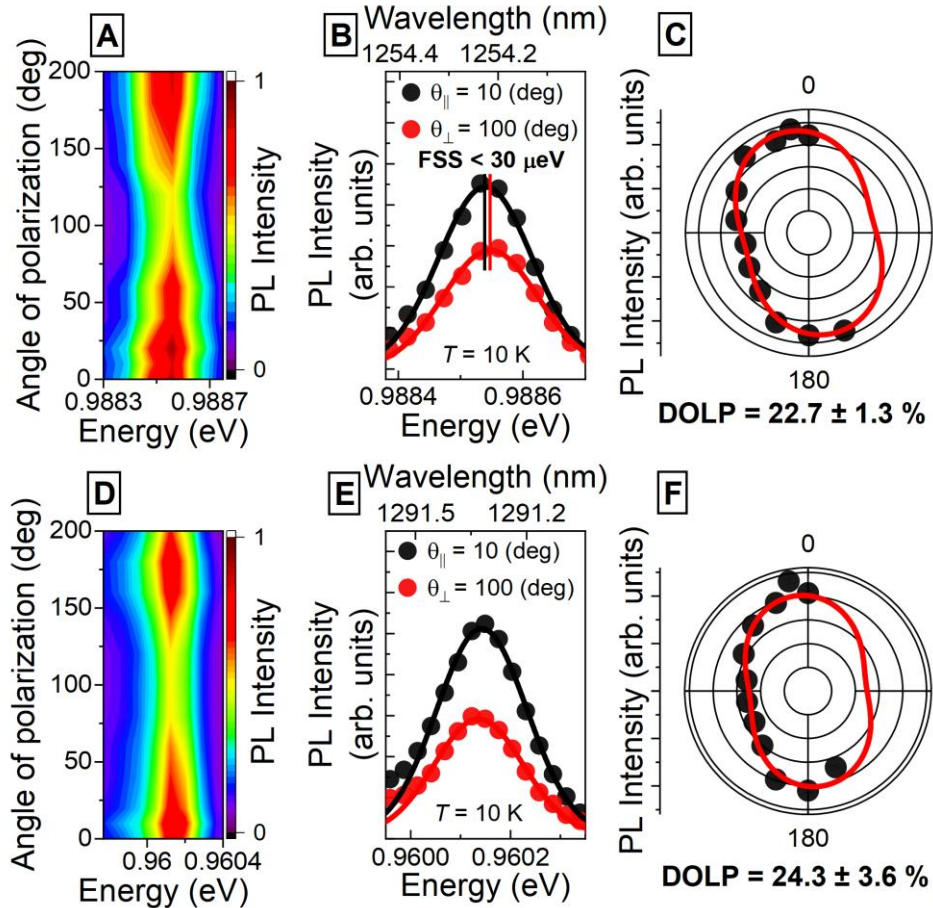 A
Angle of polarization (deg)
200
150
100
50
0
0.9883
0.9887
Energy (eV)
1
0
PL Intensity
B
Wavelength (nm)
1254.4
1254.2
θ|| = 10 (deg)
θ⊥ = 100 (deg)
FSS < 30 μeV
PL Intensity
(arb. units)
T = 10 K
0.9884
0.9886
Energy (eV)
C
PL Intensity (arb. units)
0
180
DOLP = 22.7 ± 1.3 %
D
Angle of polarization (deg)
200
150
100
50
0
0.96
0.9604
Energy (eV)
1
0
PL Intensity
E
Wavelength (nm)
1291.5
1291.2
θ|| = 10 (deg)
θ⊥ = 100 (deg)
PL Intensity
(arb. units)
T = 10 K
0.9600
0.9602
Energy (eV)
F
PL Intensity (arb. units)
0
180
DOLP = 24.3 ± 3.6 %